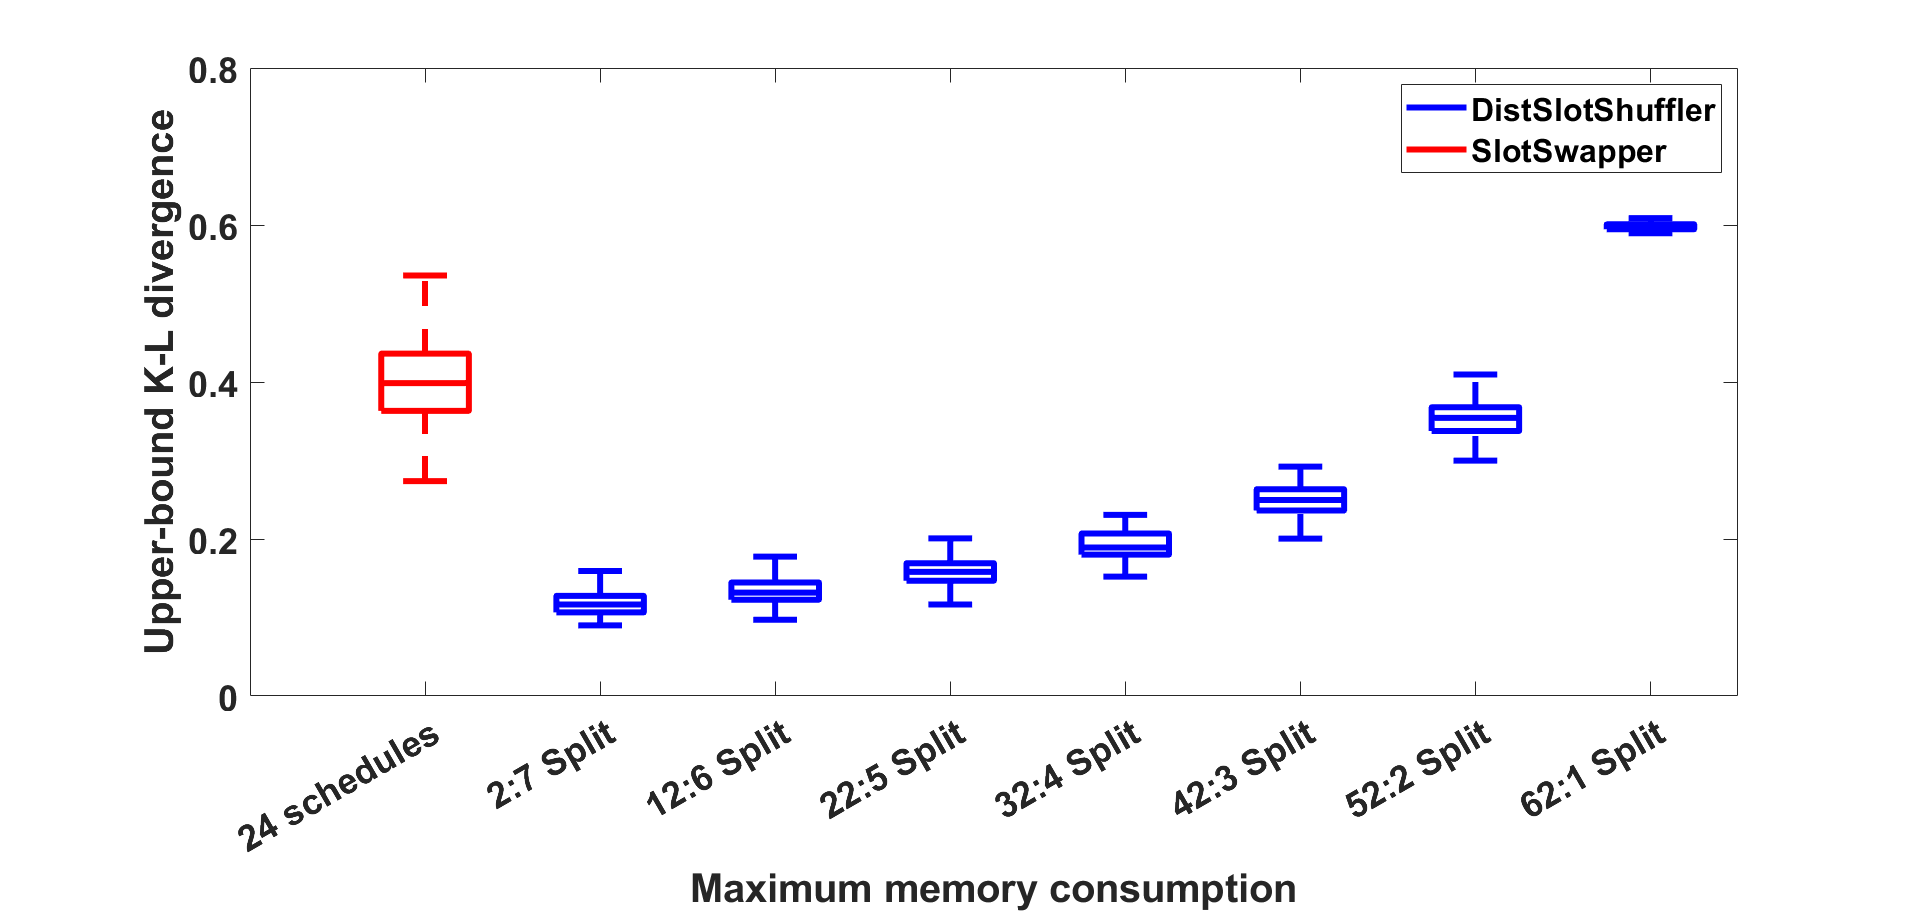 Upper-bound K-L divergence
0.8
0.6
0.4
0.2
0
DistSlotShuffler
SlotSwapper
24 schedules
2:7 Split
12:6 Split
22:5 Split
32:4 Split
42:3 Split
52:2 Split
62:1 Split
Maximum memory consumption